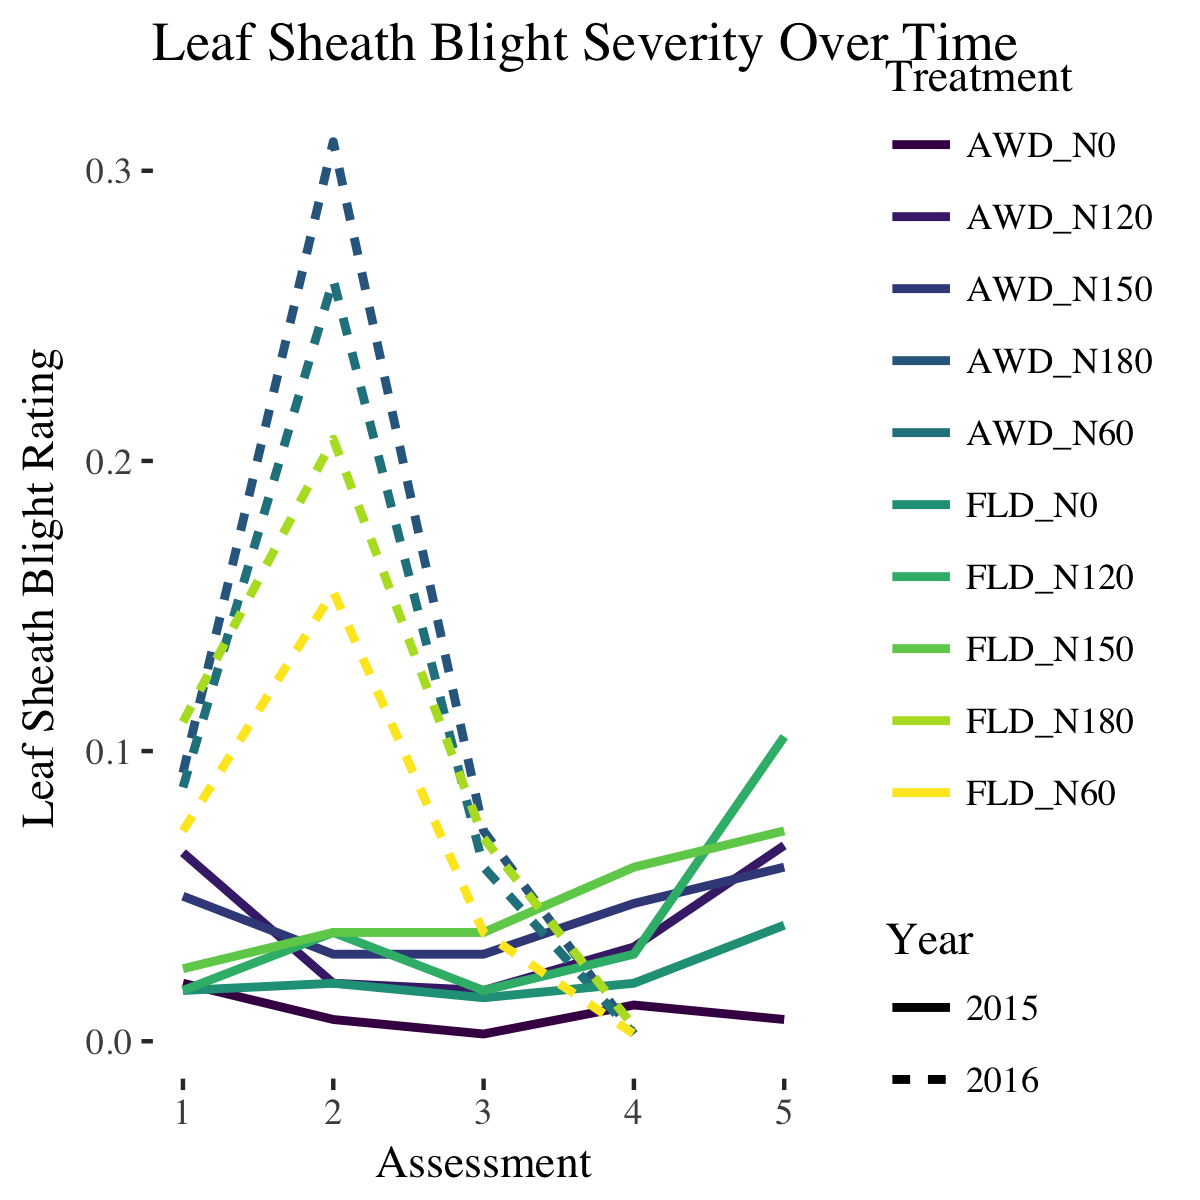 Leaf Sheath Blight Severity Over Time
Leaf Sheath Blight Rating
0.3
0.2
0.1
0.0
1 2 3 4 5
Assessment
Treatment
AWD_N0
AWD_N120
AWD_N150
AWD_N180
AWD_N60
FLD_N0
FLD_N120
FLD_N150
FLD_N180
FLD_N60
Year
2015
2016